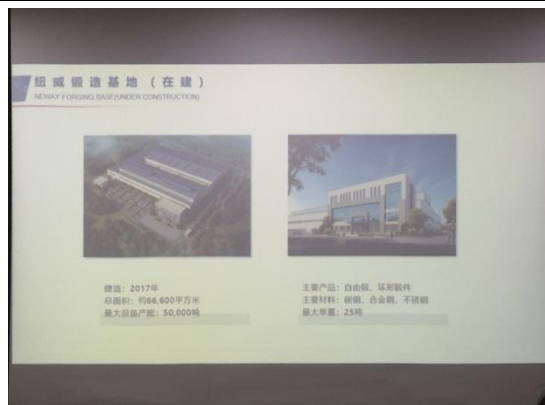 纽威锻造基地（在建）
NEWAY FORGING BASE(UNDER CONSTRUCTION)
建造：2017年
总面积：约66,600平方米
最大设备产能：50,000吨
主要产品：自由锻、环形锻件
主要材料：碳钢、合金钢、不锈钢
最大单重：25吨